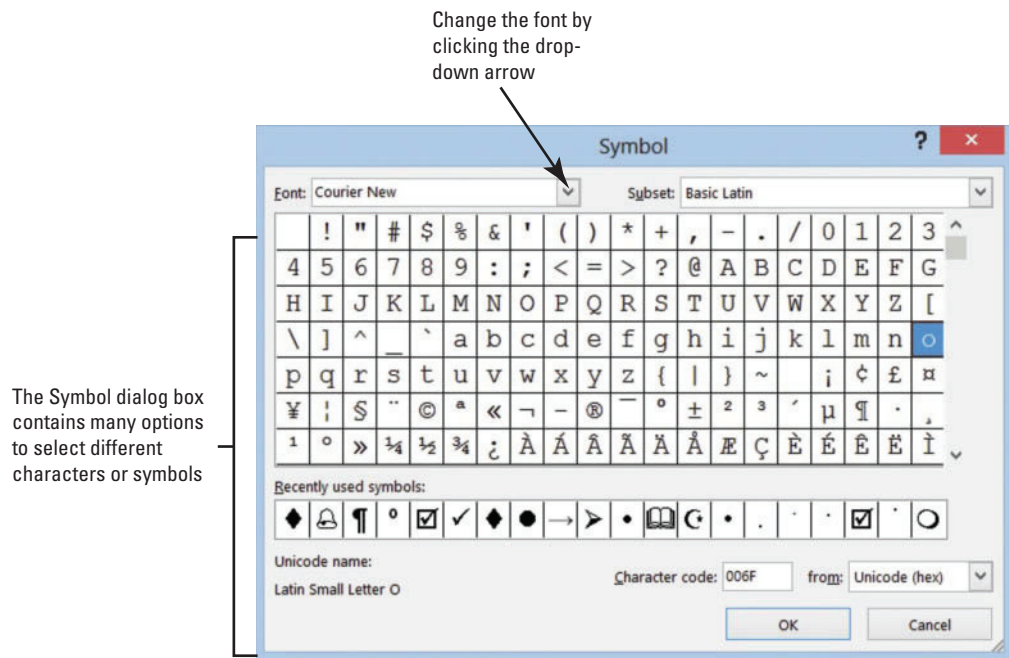 Change the font by
clicking the drop-
down arrow
Symbol
?
×
Font: Courier New
Subset: Basic Latin
! " # $ % & ' ( ) * + , - . / 0 1 2 3
4 5 6 7 8 9 : ; < = > ? @ A B C D E F G
H I J K L M N O P Q R S T U V W X Y Z [
\ ] ^ _ ` a b c d e f g h i j k l m n o
p q r s t u v w x y z { | } ~ ¡ ¢ £ ¤
¥ ¦ § ¨ © ª « ¬ - ® ¯ ° ± ² ³ ´ µ ¶ · ¸
¹ º » ¼ ½ ¾ ¿ À Á Â Ã Ä Å Æ Ç È É Ê Ë Ì
The Symbol dialog box
contains many options
to select different
characters or symbols
Recently used symbols:
♦ 🔔 ¶ º ☑ ✓ ♦ ● → ➢ • 🕮 ☪ • . ˙ · ☑ ˙ ❍
Unicode name:
Latin Small Letter O
Character code: 006F from: Unicode (hex)
OK Cancel